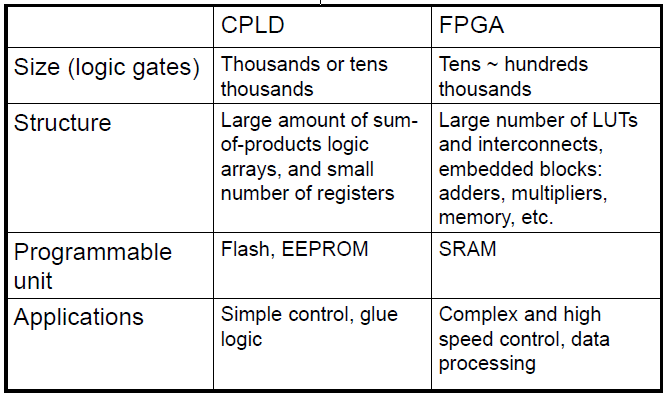 CPLD
FPGA
Size (logic gates)
Thousands or tens
thousands
Tens ~ hundreds
thousands
Structure
Large amount of sum-
of-products logic
arrays, and small
number of registers
Large number of LUTs
and interconnects,
embedded blocks:
adders, multipliers,
memory, etc.
Programmable
unit
Flash, EEPROM
SRAM
Applications
Simple control, glue
logic
Complex and high
speed control, data
processing